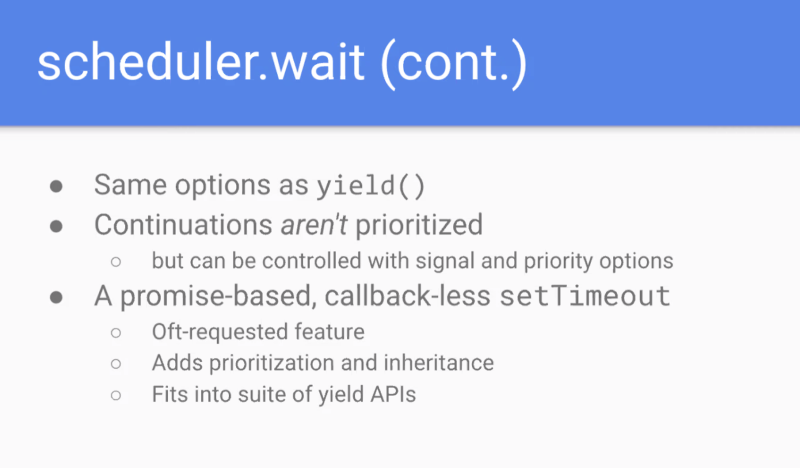 scheduler.wait (cont.)
● Same options as yield()
● Continuations aren't prioritized
○ but can be controlled with signal and priority options
● A promise-based, callback-less setTimeout
○ Oft-requested feature
○ Adds prioritization and inheritance
○ Fits into suite of yield APIs